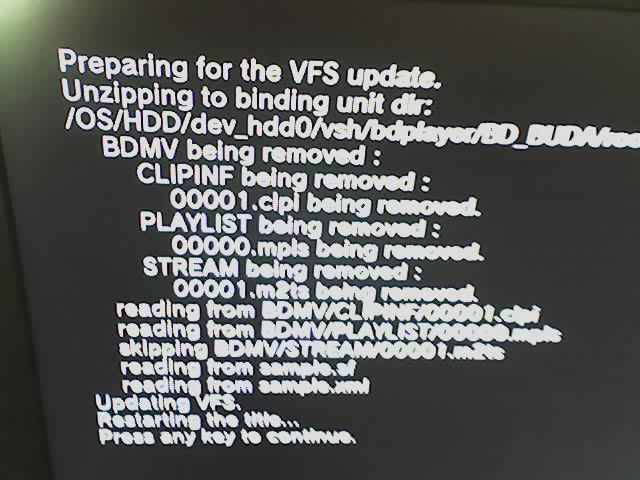 Preparing for the VFS update.
Unzipping to binding unit dir:
/OS/HDD/dev_hdd0/vsh/bdplayer/BD_BUDA/roo
BDMV being removed :
CLIPINF being removed :
00001.clpi being removed.
PLAYLIST being removed :
00000.mpls being removed.
STREAM being removed :
00001.m2ts being removed.
reading from BDMV/CLIPINF/00001.clpi
reading from BDMV/PLAYLIST/00000.mpls
skipping BDMV/STREAM/00001.m2ts
reading from sample.sf
reading from sample.xml
Updating VFS.
Restarting the title...
Press any key to continue.